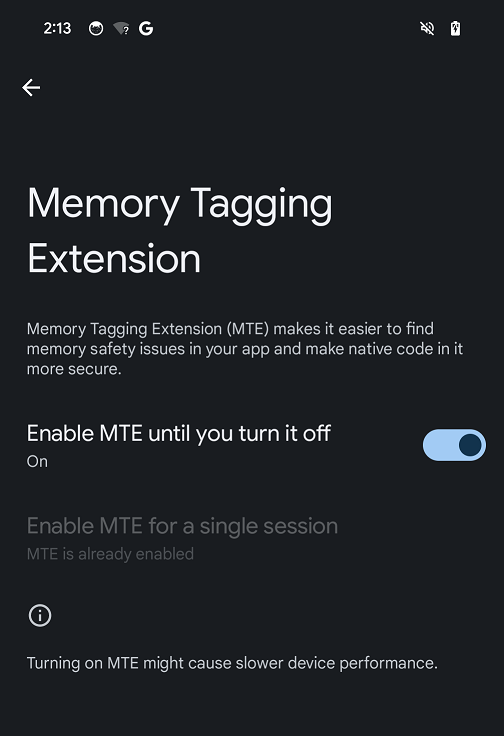 2:13
Memory Tagging
Extension
Memory Tagging Extension (MTE) makes it easier to find
memory safety issues in your app and make native code in it
more secure.
Enable MTE until you turn it off
On
Enable MTE for a single session
MTE is already enabled
Turning on MTE might cause slower device performance.